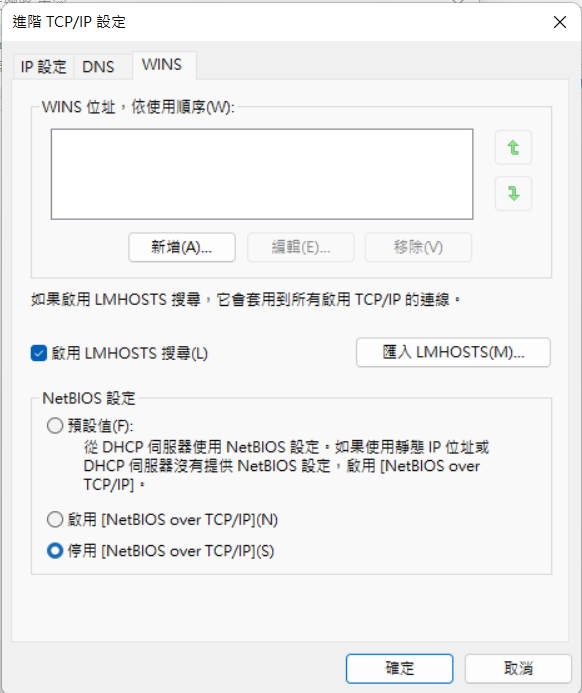 進階 TCP/IP 設定
IP 設定 DNS WINS
WINS 位址，依使用順序(W):
新增(A)... 編輯(E)... 移除(V)
如果啟用 LMHOSTS 搜尋，它會套用到所有啟用 TCP/IP 的連線。
啟用 LMHOSTS 搜尋(L) 匯入 LMHOSTS(M)...
NetBIOS 設定
預設值(F):
從 DHCP 伺服器使用 NetBIOS 設定。如果使用靜態 IP 位址或
DHCP 伺服器沒有提供 NetBIOS 設定，啟用 [NetBIOS over
TCP/IP]。
啟用 [NetBIOS over TCP/IP](N)
停用 [NetBIOS over TCP/IP](S)
確定 取消